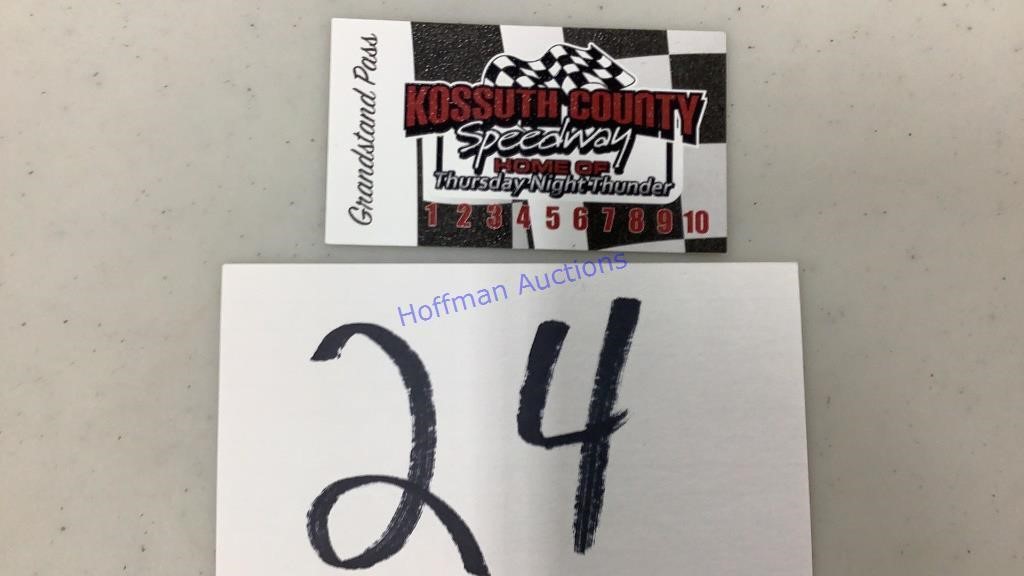 Grandstand Pass
KOSSUTH COUNTY
Speedway
HOME OF
Thursday Night Thunder
1 2 3 4 5 6 7 8 9 10
Hoffman Auctions
24